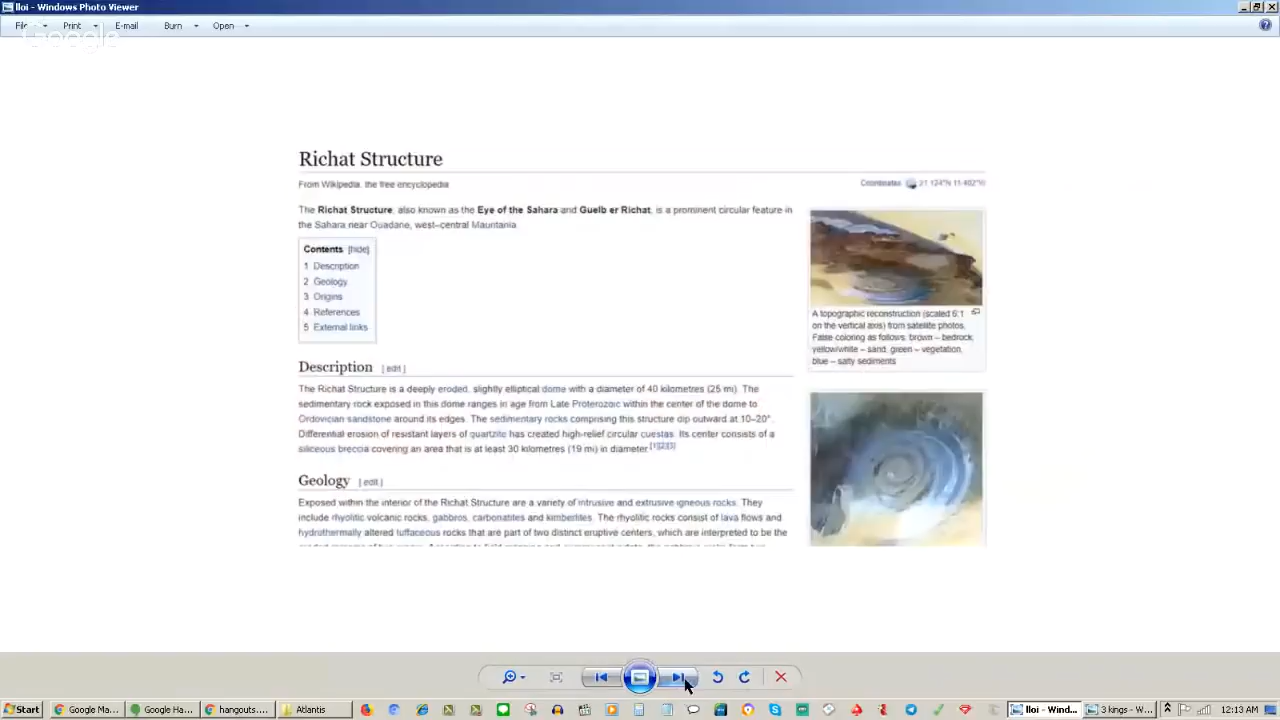 lloi - Windows Photo Viewer
File Print E-mail Burn Open
Google
Richat Structure
From Wikipedia, the free encyclopedia
Coordinates
The Richat Structure, also known as the Eye of the Sahara and Guelb er Richat, is a prominent circular feature in
the Sahara near Ouadane, west–central Mauritania
Contents [hide]
1 Description
2 Geology
3 Origins
4 References
5 External links
A topographic reconstruction (scaled 6:1
on the vertical axis) from satellite photos.
False coloring as follows: brown – bedrock,
yellow/white – sand, green – vegetation,
blue – salty sediments
Description [ edit ]
The Richat Structure is a deeply eroded, slightly elliptical dome with a diameter of 40 kilometres (25 mi). The
sedimentary rock exposed in this dome ranges in age from Late Proterozoic within the center of the dome to
Ordovician sandstone around its edges. The sedimentary rocks comprising this structure dip outward at 10–20°.
Differential erosion of resistant layers of quartzite has created high-relief circular cuestas. Its center consists of a
siliceous breccia covering an area that is at least 30 kilometres (19 mi) in diameter [1][2][3]
Geology [ edit ]
Exposed within the interior of the Richat Structure are a variety of intrusive and extrusive igneous rocks. They
include rhyolitic volcanic rocks, gabbros, carbonatites and kimberlites. The rhyolitic rocks consist of lava flows and
hydrothermally altered tuffaceous rocks that are part of two distinct eruptive centers, which are interpreted to be the
Start Google Ma... Google Ha... hangouts.... Atlantis lloi - Wind... 3 kings - W... 12:33 AM